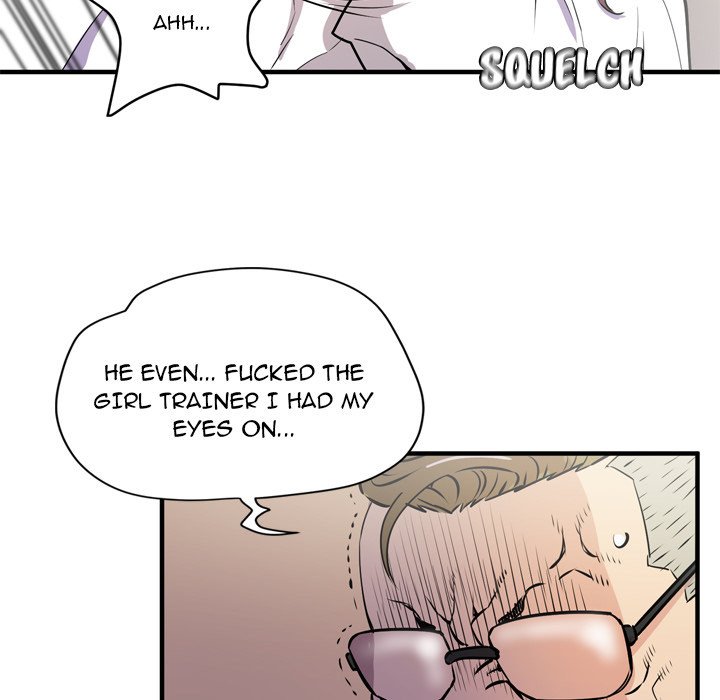 AHH...
SQUELCH
HE EVEN... FUCKED THE
GIRL TRAINER I HAD MY
EYES ON...